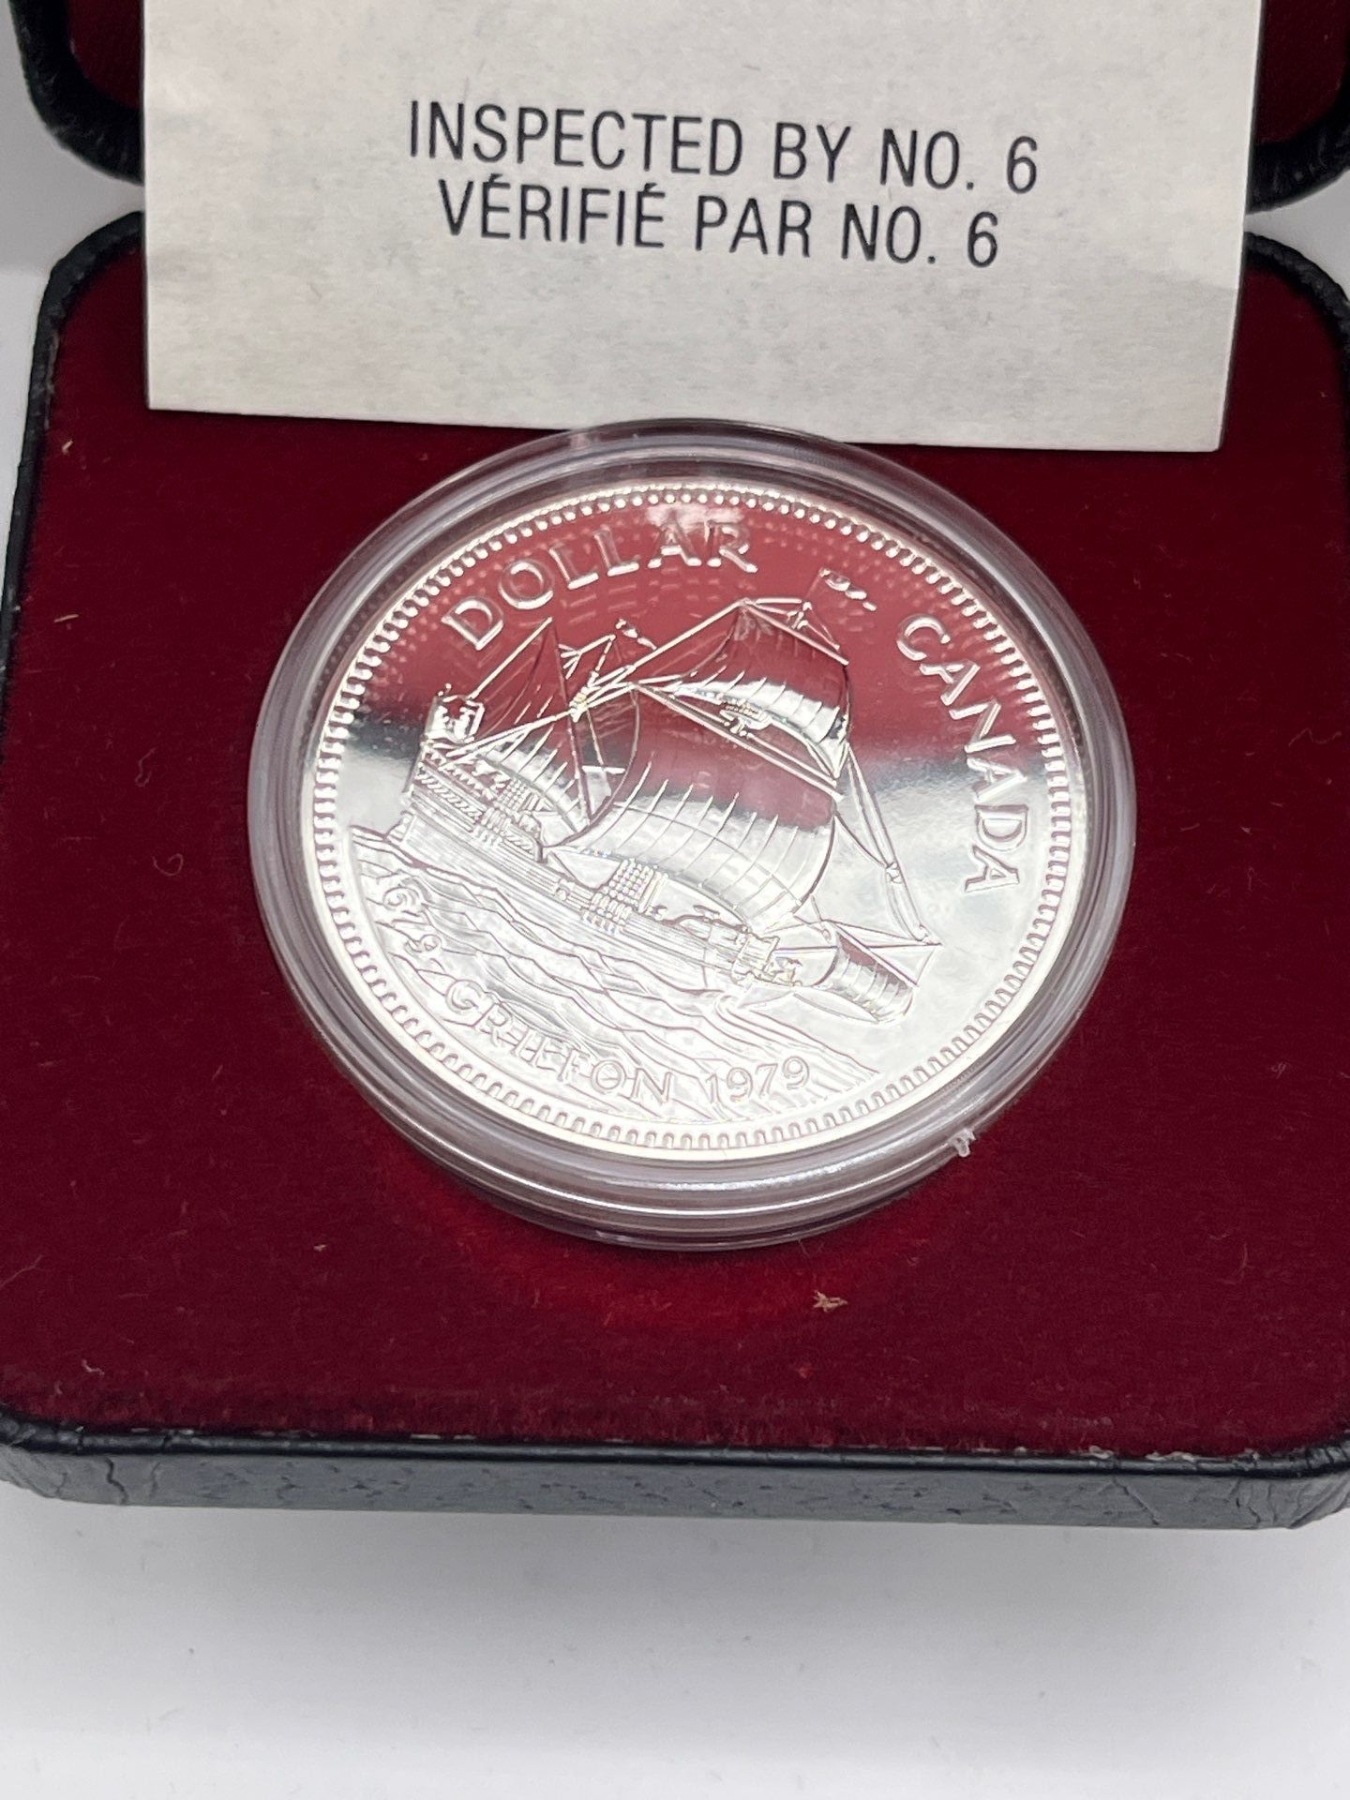 INSPECTED BY NO. 6
VÉRIFIÉ PAR NO. 6
DOLLAR CANADA
1679 GRIFFON 1979